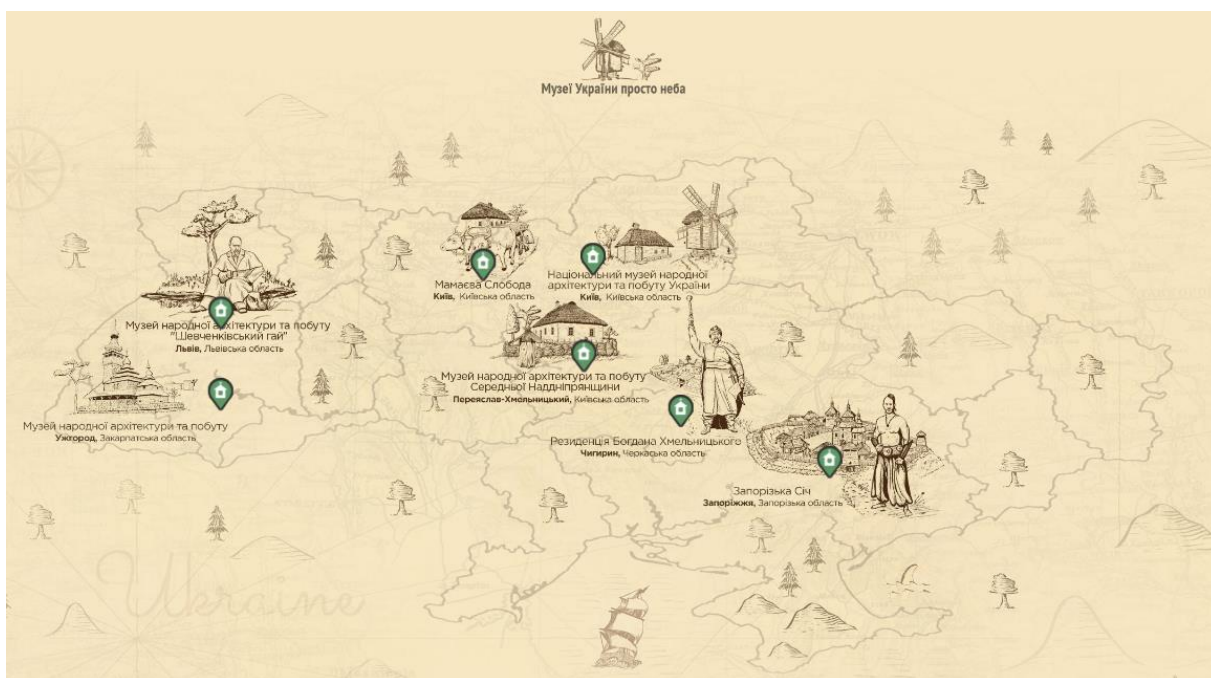 Музеї України просто неба
Мамаєва Слобода
Київ, Київська область
Національний музей народної
архітектури та побуту України
Київ, Київська область
Музей народної архітектури та побуту
"Шевченківський гай"
Львів, Львівська область
Музей народної архітектури та побуту
Середньої Наддніпрянщини
Переяслав-Хмельницький, Київська область
Музей народної архітектури та побуту
Ужгород, Закарпатська область
Резиденція Богдана Хмельницького
Чигирин, Черкаська область
Запорізька Січ
Запоріжжя, Запорізька область
Ukraine